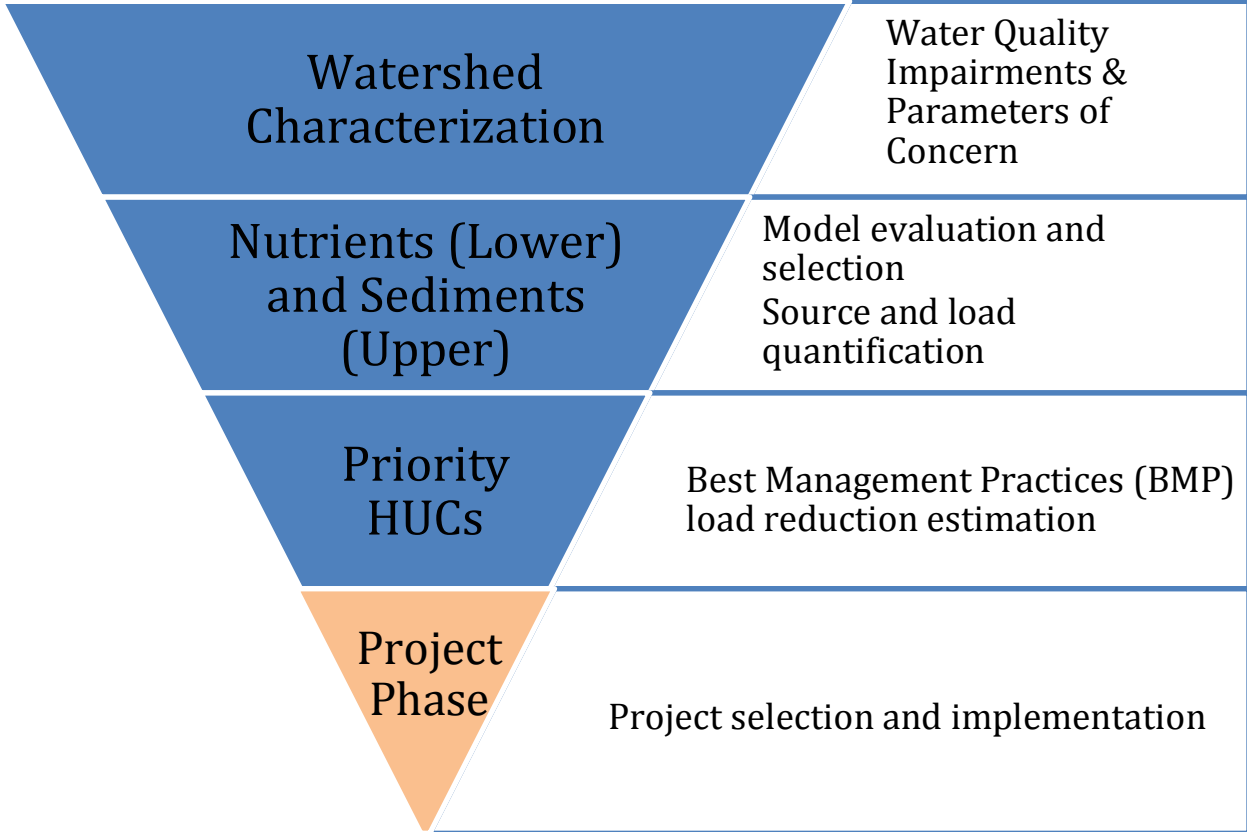 Watershed
Characterization
Water Quality
Impairments &
Parameters of
Concern
Nutrients (Lower)
and Sediments
(Upper)
Model evaluation and
selection
Source and load
quantification
Priority
HUCs
Best Management Practices (BMP)
load reduction estimation
Project
Phase
Project selection and implementation